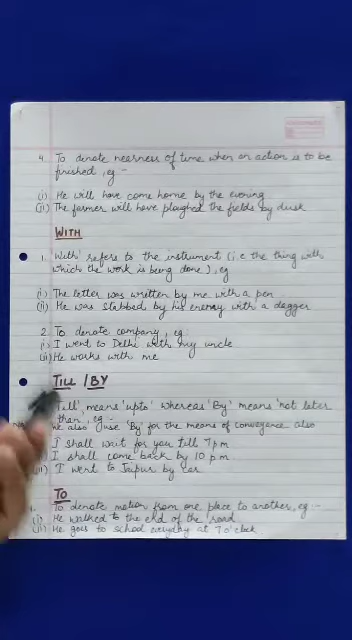 4. To denote nearness of time when an action is to be
finished, eg -
(i) He will have come home by the evening
(ii) The farmer will have ploughed the fields by dusk
WITH
1. 'With' refers to the instrument (i.e the thing with
which the work is being done), eg
(i) The letter was written by me with a pen
(ii) He was stabbed by his enemy with a dagger
2. To denote company, eg:
(i) I went to Delhi with my uncle
(ii) He works with me
TILL / BY
'Till' means 'upto' whereas 'By' means 'not later
than, eg -
we also use 'By' for the means of conveyance also
I shall wait for you till 7 pm
I shall come back by 10 pm
I went to Jaipur by car
TO
1. To denote motion from one place to another, eg :-
(i) He walked to the end of the road
(ii) He goes to school everyday at 7 o'clock